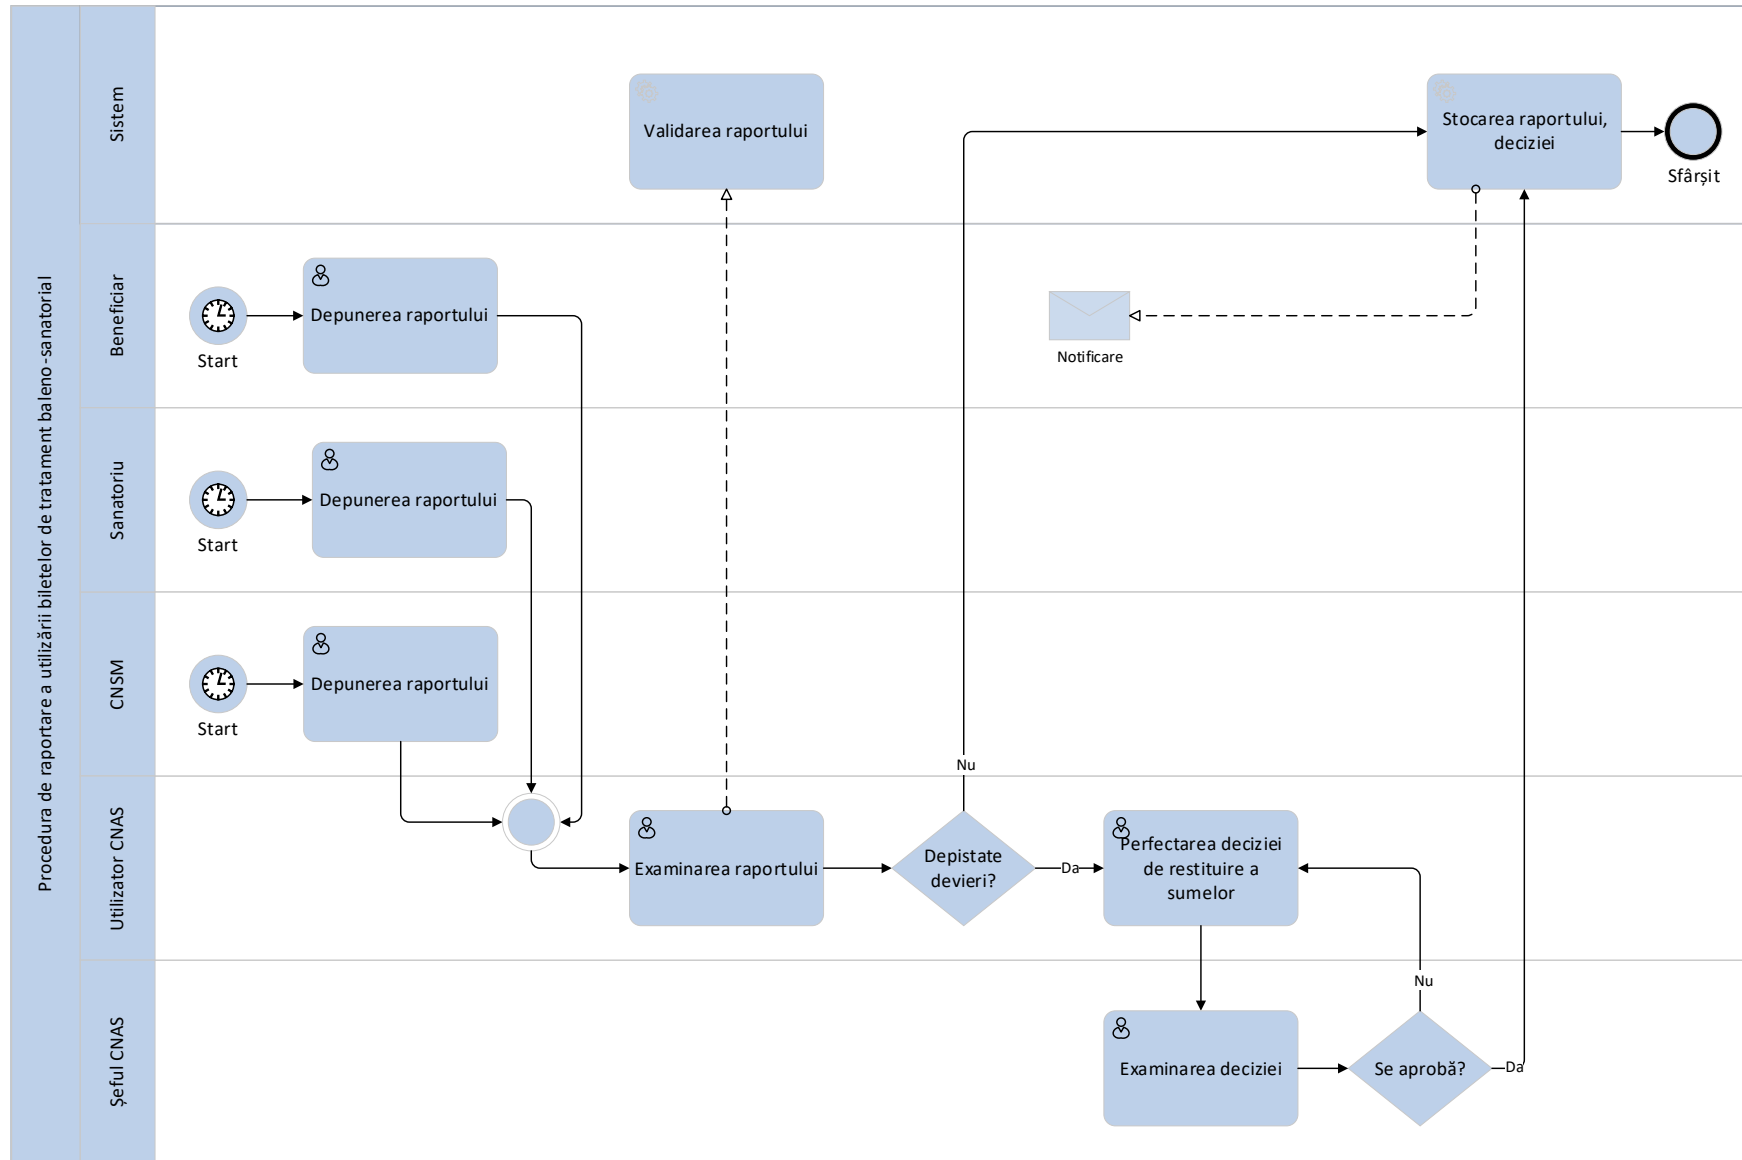 Procedura de raportare a utilizării biletelor de tratament baleno-sanatorial
Sistem
Validarea raportului
Stocarea raportului,
deciziei
Sfârșit
Beneficiar
Start
Depunerea raportului
Notificare
Sanatoriu
Start
Depunerea raportului
CNSM
Start
Depunerea raportului
Nu
Utilizator CNAS
Examinarea raportului
Depistate
devieri?
Da
Perfectarea deciziei
de restituire a
sumelor
Nu
Șeful CNAS
Examinarea deciziei
Se aprobă?
Da